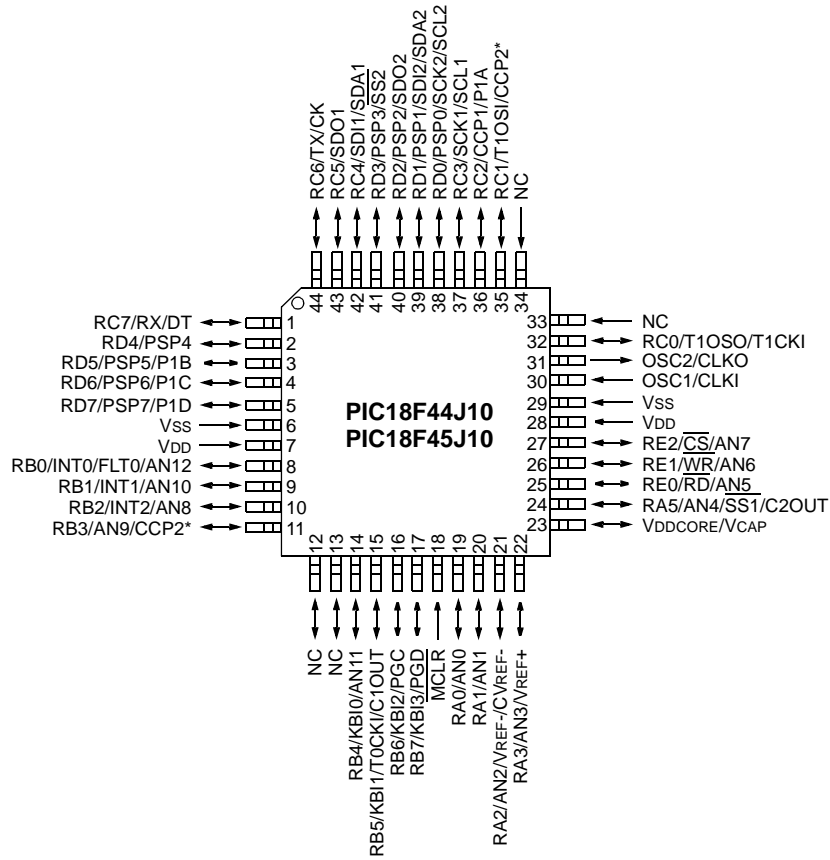 RC6/TX/CK
RC5/SDO1
RC4/SDI1/SDA1
RD3/PSP3/S̅S̅2̅
RD2/PSP2/SDO2
RD1/PSP1/SDI2/SDA2
RD0/PSP0/SCK2/SCL2
RC3/SCK1/SCL1
RC2/CCP1/P1A
RC1/T1OSI/CCP2*
NC
44
43
42
41
40
39
38
37
36
35
34
RC7/RX/DT 1
RD4/PSP4 2
RD5/PSP5/P1B 3
RD6/PSP6/P1C 4
RD7/PSP7/P1D 5
VSS 6
VDD 7
RB0/INT0/FLT0/AN12 8
RB1/INT1/AN10 9
RB2/INT2/AN8 10
RB3/AN9/CCP2* 11
PIC18F44J10
PIC18F45J10
33 NC
32 RC0/T1OSO/T1CKI
31 OSC2/CLKO
30 OSC1/CLKI
29 VSS
28 VDD
27 RE2/C̅S̅/AN7
26 RE1/W̅R̅/AN6
25 RE0/R̅D̅/AN5
24 RA5/AN4/S̅S̅1̅/C2OUT
23 VDDCORE/VCAP
12
13
14
15
16
17
18
19
20
21
22
NC
NC
RB4/KBI0/AN11
RB5/KBI1/T0CKI/C1OUT
RB6/KBI2/PGC
RB7/KBI3/PGD
M̅C̅L̅R̅
RA0/AN0
RA1/AN1
RA2/AN2/VREF-/CVREF-
RA3/AN3/VREF+